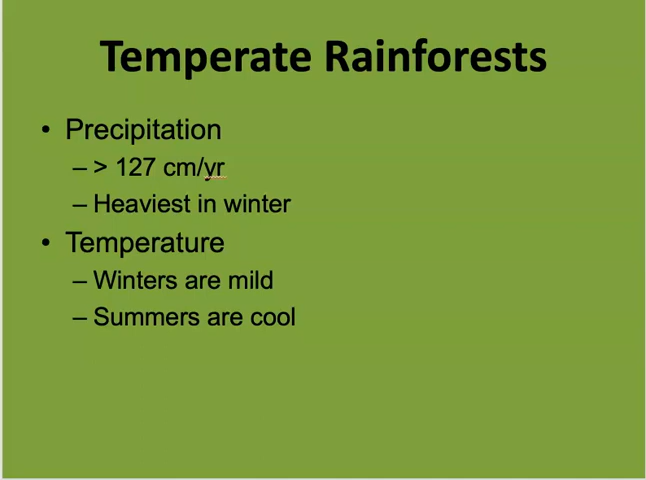 Temperate Rainforests
• Precipitation
– > 127 cm/yr
– Heaviest in winter
• Temperature
– Winters are mild
– Summers are cool